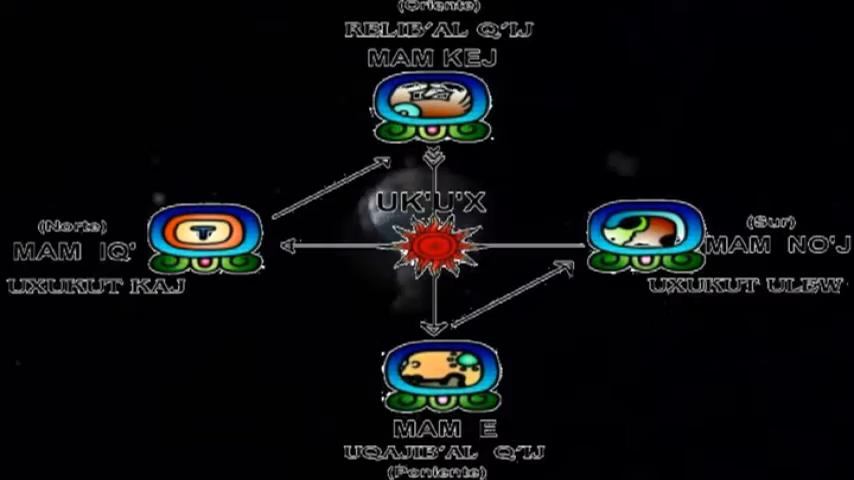 (Oriente)
RELIB'AL Q'IJ
MAM KEJ
UK'U'X
(Norte)
MAM IQ'
UXUKUT KAJ
(Sur)
MAM NO'J
UXUKUT ULEW
MAM E
UQAJIB'AL Q'IJ
(Poniente)